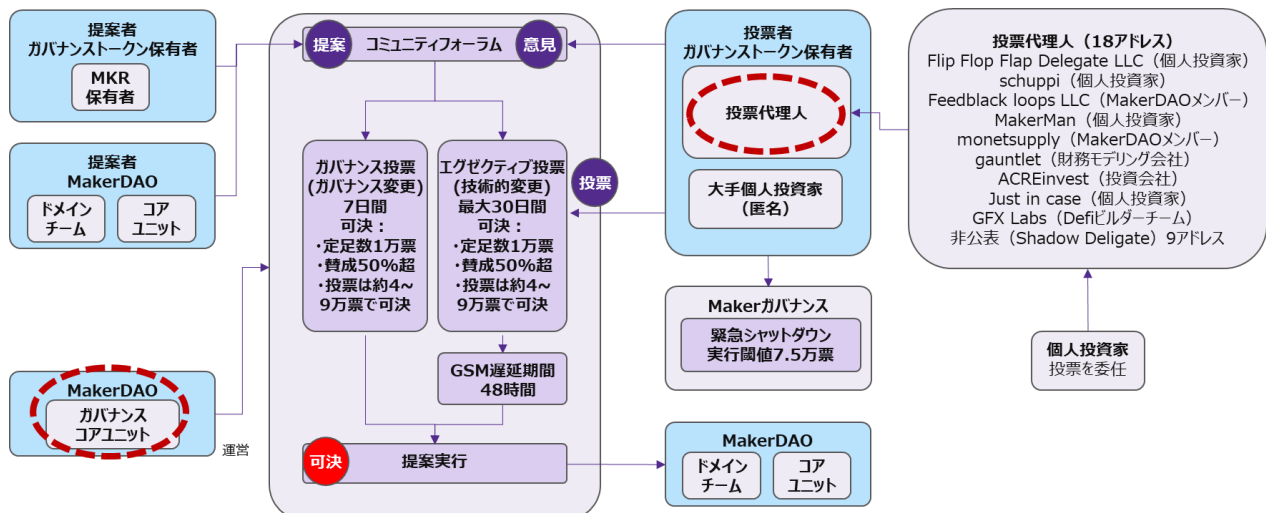 提案者
ガバナンストークン保有者
MKR
保有者
提案者
MakerDAO
ドメイン
チーム
コア
ユニット
MakerDAO
ガバナンス
コアユニット
運営
提案
コミュニティフォーラム
意見
ガバナンス投票
(ガバナンス変更)
7日間
可決：
・定足数1万票
・賛成50%超
・投票は約4~
9万票で可決
エグゼクティブ投票
(技術的変更)
最大30日間
可決：
・定足数1万票
・賛成50%超
・投票は約4~
9万票で可決
投票
GSM遅延期間
48時間
可決
提案実行
投票者
ガバナンストークン保有者
投票代理人
大手個人投資家
(匿名)
Makerガバナンス
緊急シャットダウン
実行閾値7.5万票
MakerDAO
ドメイン
チーム
コア
ユニット
投票代理人（18アドレス）
Flip Flop Flap Delegate LLC（個人投資家）
schuppi（個人投資家）
Feedblack loops LLC（MakerDAOメンバー）
MakerMan（個人投資家）
monetsupply（MakerDAOメンバー）
gauntlet（財務モデリング会社）
ACREinvest（投資会社）
Just in case（個人投資家）
GFX Labs（Defiビルダーチーム）
非公表（Shadow Deligate）9アドレス
個人投資家
投票を委任